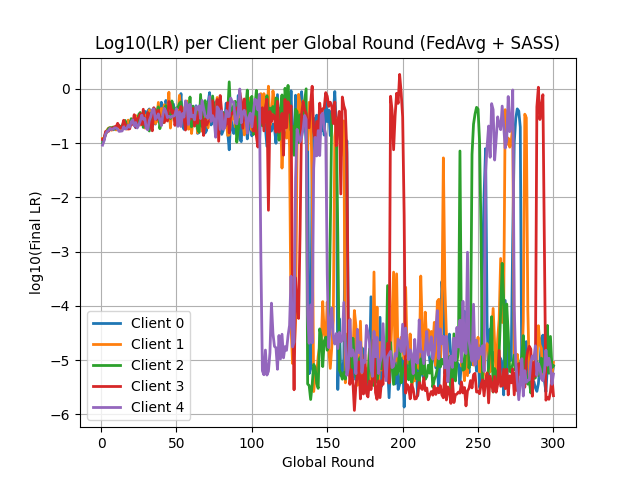 Log10(LR) per Client per Global Round (FedAvg + SASS)
log10(Final LR)
0
−1
−2
−3
−4
−5
−6
Client 0
Client 1
Client 2
Client 3
Client 4
0 50 100 150 200 250 300
Global Round